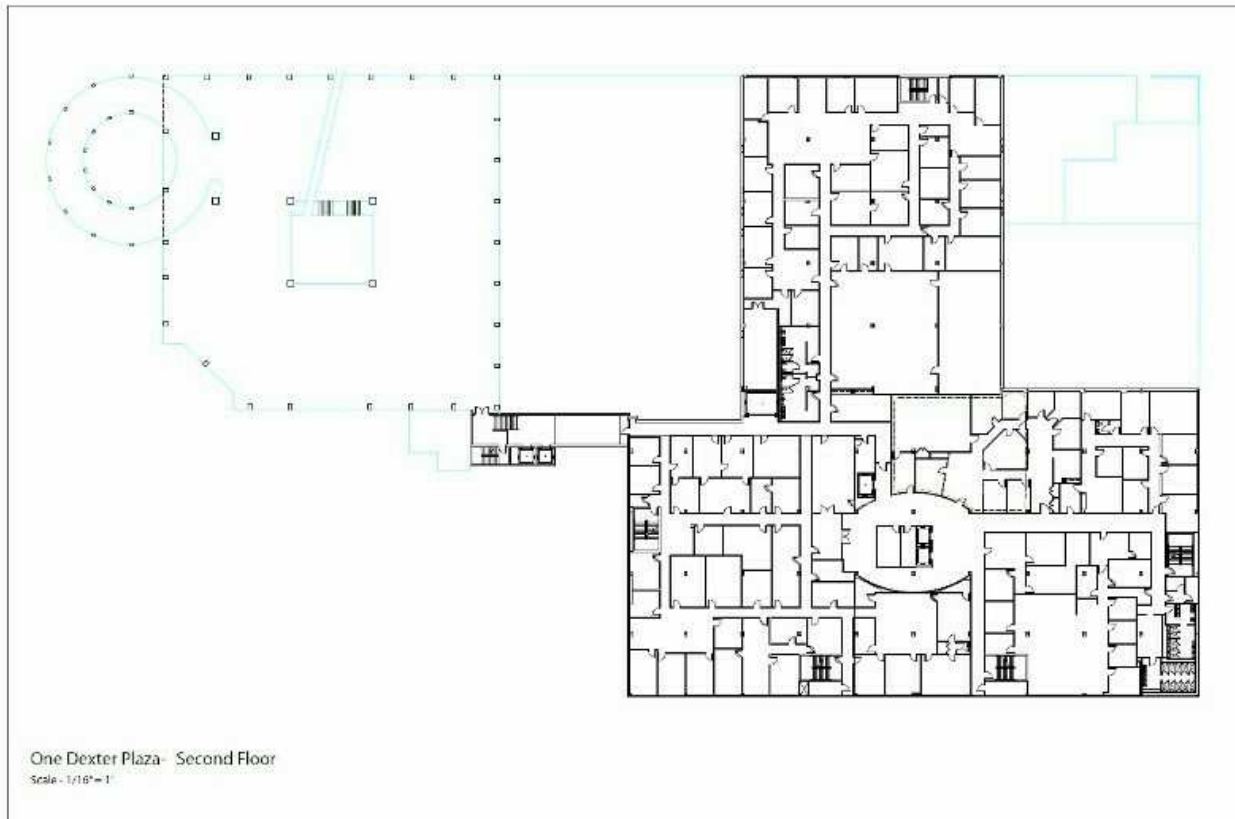 One Dexter Plaza- Second Floor
Scale - 1/16"= 1'